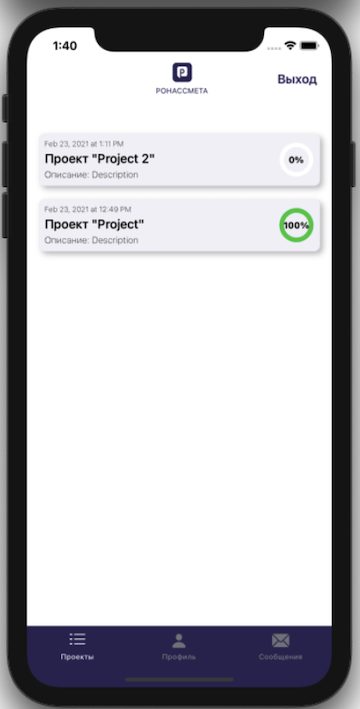 1:40
P
РОНАССМЕТА
Выход
Feb 23, 2021 at 1:11 PM
Проект "Project 2"
Описание: Description
0%
Feb 23, 2021 at 12:49 PM
Проект "Project"
Описание: Description
100%
Проекты
Профиль
Сообщения